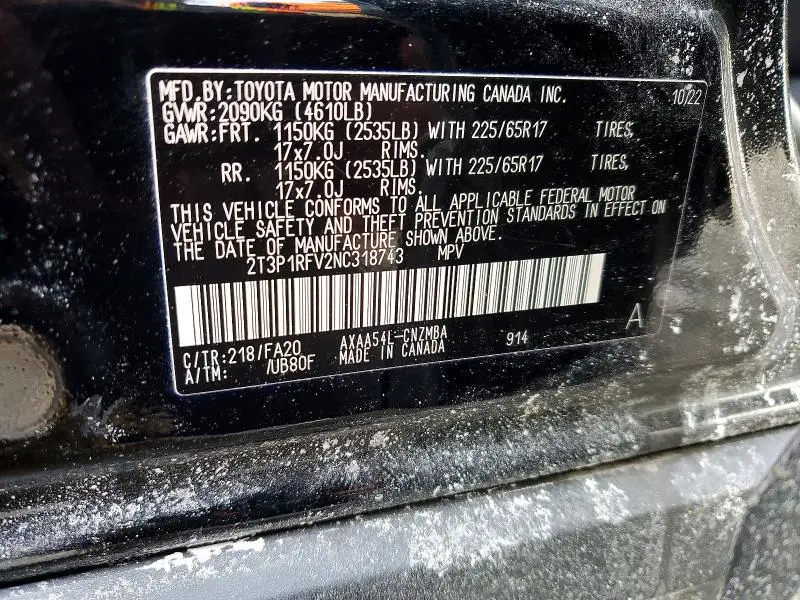 MFD.BY:TOYOTA MOTOR MANUFACTURING CANADA INC. 10/22
GVWR:2090KG (4610LB)
GAWR:FRT. 1150KG (2535LB) WITH 225/65R17 TIRES,
17x7.0J RIMS.
RR. 1150KG (2535LB) WITH 225/65R17 TIRES,
17x7.0J RIMS.
THIS VEHICLE CONFORMS TO ALL APPLICABLE FEDERAL MOTOR
VEHICLE SAFETY AND THEFT PREVENTION STANDARDS IN EFFECT ON
THE DATE OF MANUFACTURE SHOWN ABOVE.
2T3P1RFV2NC318743 MPV
A
C/TR:218/FA20 AXAA54L-CNZMBA 914
A/TM: /UB80F MADE IN CANADA